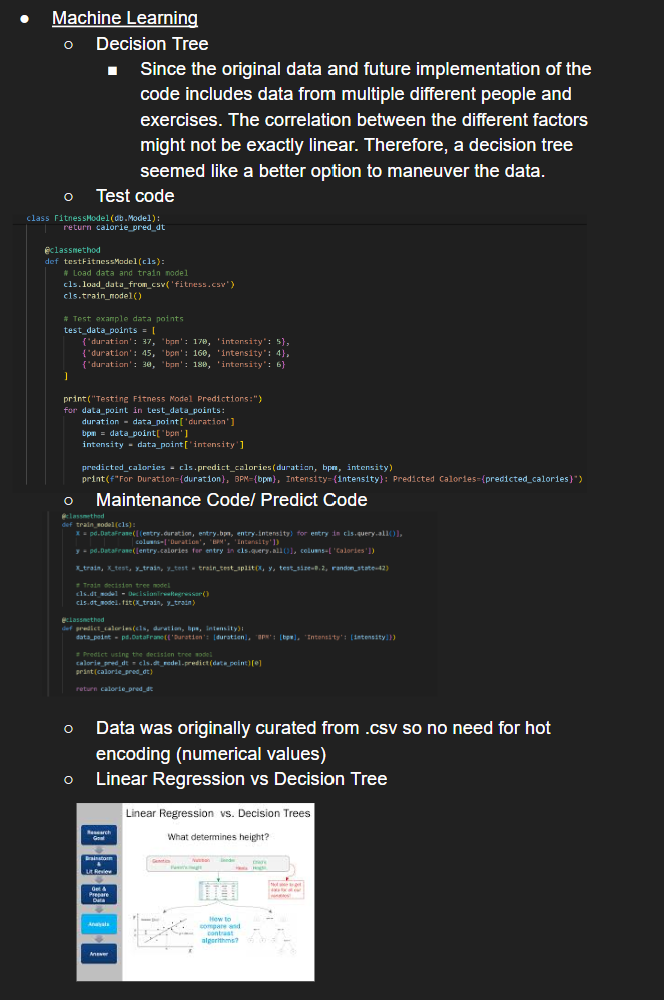 ● Machine Learning
○ Decision Tree
■ Since the original data and future implementation of the
code includes data from multiple different people and
exercises. The correlation between the different factors
might not be exactly linear. Therefore, a decision tree
seemed like a better option to maneuver the data.
○ Test code
class FitnessModel(db.Model):
return calorie_pred_dt
@classmethod
def testFitnessModel(cls):
# Load data and train model
cls.load_data_from_csv('fitness.csv')
cls.train_model()
# Test example data points
test_data_points = [
{'duration': 37, 'bpm': 170, 'intensity': 5},
{'duration': 45, 'bpm': 160, 'intensity': 4},
{'duration': 30, 'bpm': 180, 'intensity': 6}
]
print("Testing Fitness Model Predictions:")
for data_point in test_data_points:
duration = data_point['duration']
bpm = data_point['bpm']
intensity = data_point['intensity']
predicted_calories = cls.predict_calories(duration, bpm, intensity)
print(f"For Duration={duration}, BPM={bpm}, Intensity={intensity}: Predicted Calories={predicted_calories}")
○ Maintenance Code/ Predict Code
@classmethod
def train_model(cls):
X = pd.DataFrame([(entry.duration, entry.bpm, entry.intensity) for entry in cls.query.all()],
columns=['Duration', 'BPM', 'Intensity'])
y = pd.DataFrame([entry.calories for entry in cls.query.all()], columns=['Calories'])
X_train, X_test, y_train, y_test = train_test_split(X, y, test_size=0.2, random_state=42)
# Train decision tree model
cls.dt_model = DecisionTreeRegressor()
cls.dt_model.fit(X_train, y_train)
@classmethod
def predict_calories(cls, duration, bpm, intensity):
data_point = pd.DataFrame({'Duration': [duration], 'BPM': [bpm], 'Intensity': [intensity]})
# Predict using the decision tree model
calorie_pred_dt = cls.dt_model.predict(data_point)[0]
print(calorie_pred_dt)
return calorie_pred_dt
○ Data was originally curated from .csv so no need for hot
encoding (numerical values)
○ Linear Regression vs Decision Tree
Linear Regression vs. Decision Trees
What determines height?
Research
Goal
Brainstorm
&
Lit Review
Get &
Prepare
Data
Analysis
Answer
Genetics Nutrition Gender
Parent's height
Height
Not able to get
data for all our
variables!
How to
compare and
contrast
algorithms?
y
x